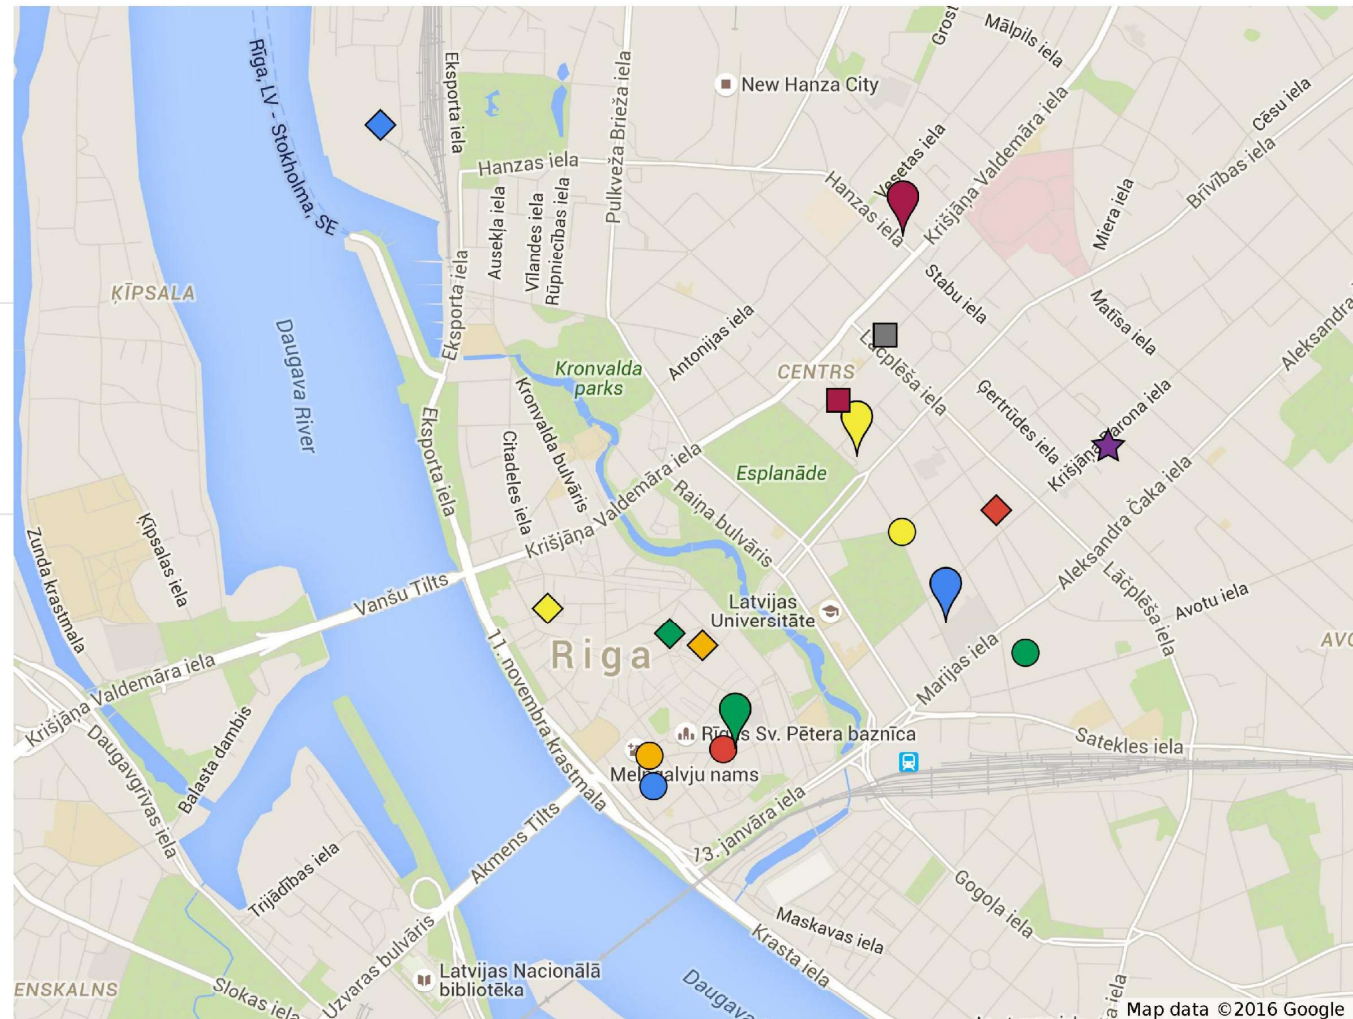 Grost
Mālpils iela
Rīga, LV - Stokholma, SE
Eksporta iela
Pulkveža Brieža iela
New Hanza City
Krišjāņa Valdemāra iela
Cēsu iela
Brīvības iela
Vesetas iela
Hanzas iela
Hanzas iela
Ausekļa iela
Vīlandes iela
Rūpniecības iela
Miera iela
ĶĪPSALA
Eksporta iela
Stabu iela
Matīsa iela
Aleksandra
Daugava River
Antonijas iela
Kronvalda
parks
CENTRS
Lāčplēša iela
Ģertrūdes iela
Krišjāņa Barona iela
Kronvalda bulvāris
Citadeles iela
Eksporta iela
Esplanāde
Krišjāņa Valdemāra iela
Raiņa bulvāris
Aleksandra Čaka iela
Zunda krastmala
Ķīpsalas iela
Vanšu Tilts
Lāčplēša iela
Avotu iela
Latvijas
Universitāte
Riga
AVO
11. novembra krastmala
Marijas iela
Krišjāņa Valdemāra iela
Rīgas Sv. Pētera baznīca
Satekles iela
Balasta dambis
Daugavgrīvas iela
Melngalvju nams
13. janvāra iela
Akmens Tilts
Trijādības iela
Gogoļa iela
Maskavas iela
Krasta iela
Uzvaras bulvāris
Latvijas Nacionālā
bibliotēka
ENSKALNS
Slokas iela
Daugava
iela
Map data ©2016 Google